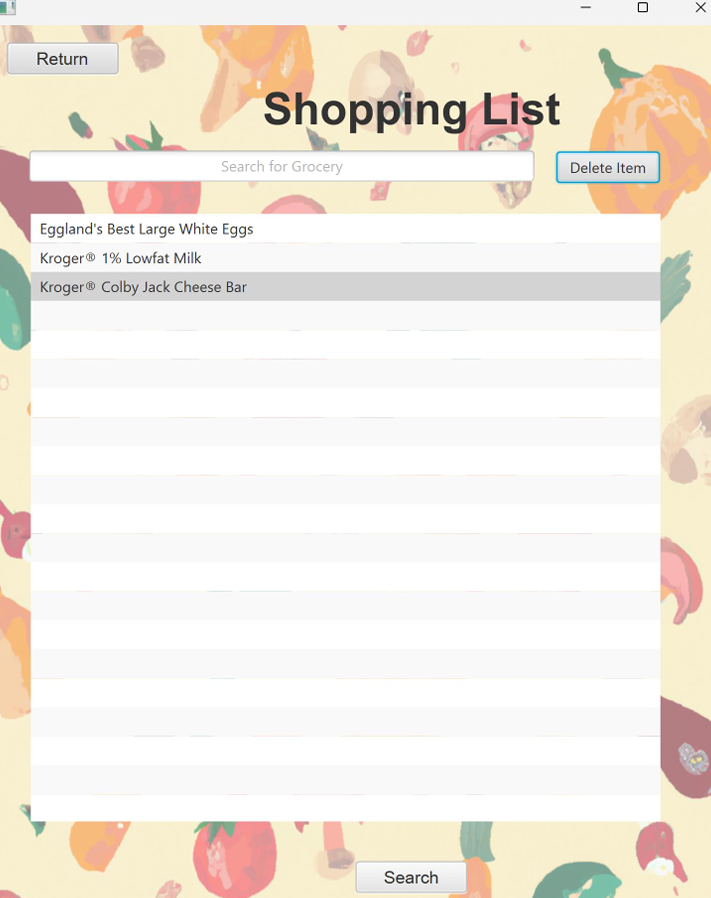 Return
Shopping List
Search for Grocery
Delete Item
Eggland's Best Large White Eggs
Kroger® 1% Lowfat Milk
Kroger® Colby Jack Cheese Bar
Search